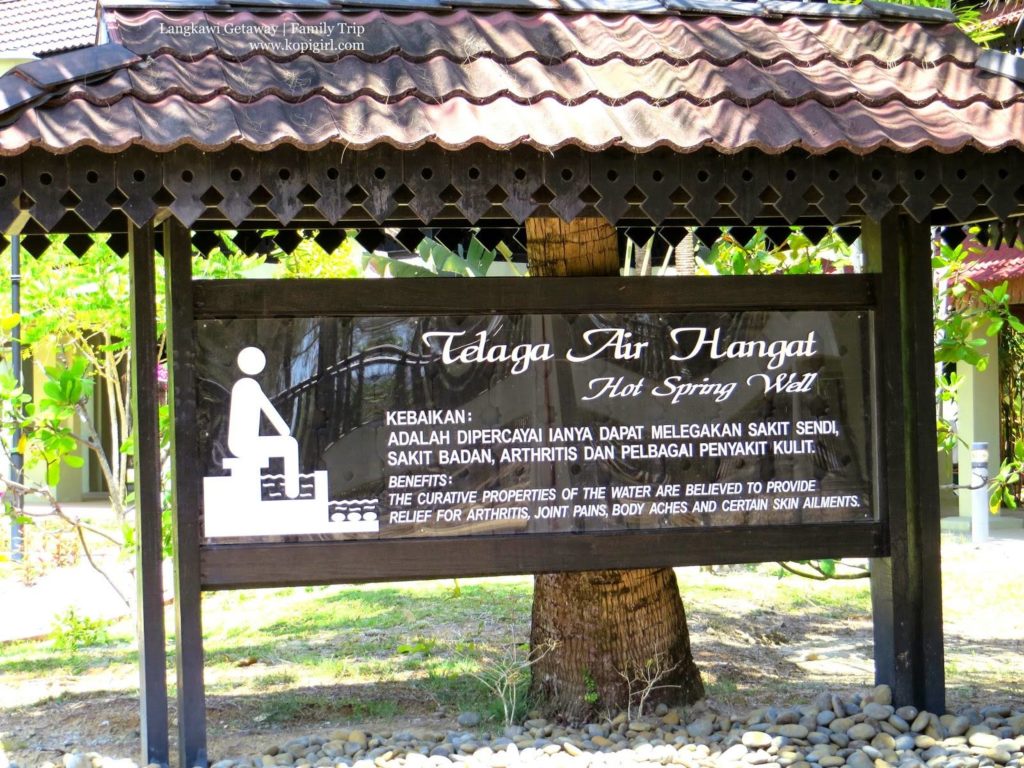 Langkawi Getaway | Family Trip
www.kopigirl.com
Telaga Air Hangat
Hot Spring Well
KEBAIKAN:
ADALAH DIPERCAYAI IANYA DAPAT MELEGAKAN SAKIT SENDI,
SAKIT BADAN, ARTHRITIS DAN PELBAGAI PENYAKIT KULIT.
BENEFITS:
THE CURATIVE PROPERTIES OF THE WATER ARE BELIEVED TO PROVIDE
RELIEF FOR ARTHRITIS, JOINT PAINS, BODY ACHES AND CERTAIN SKIN AILMENTS.